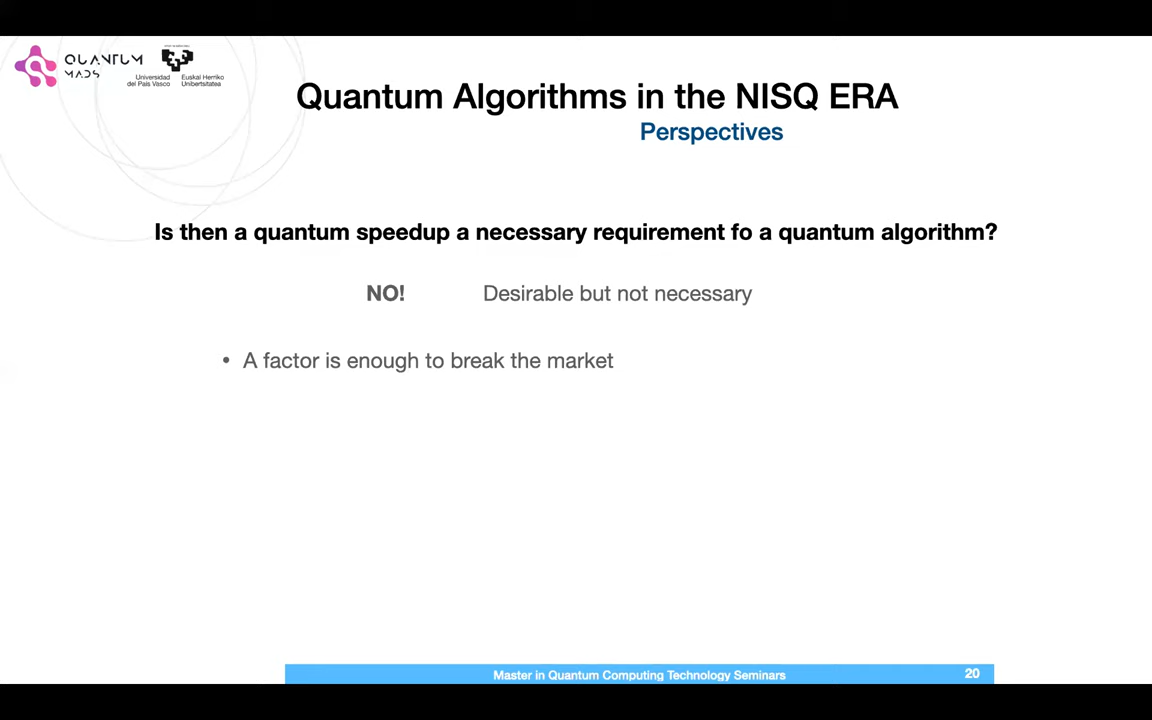 QUANTUM
MADS
Universidad del País Vasco
Euskal Herriko Unibertsitatea
Quantum Algorithms in the NISQ ERA
Perspectives
Is then a quantum speedup a necessary requirement fo a quantum algorithm?
NO! Desirable but not necessary
• A factor is enough to break the market
Master in Quantum Computing Technology Seminars 20